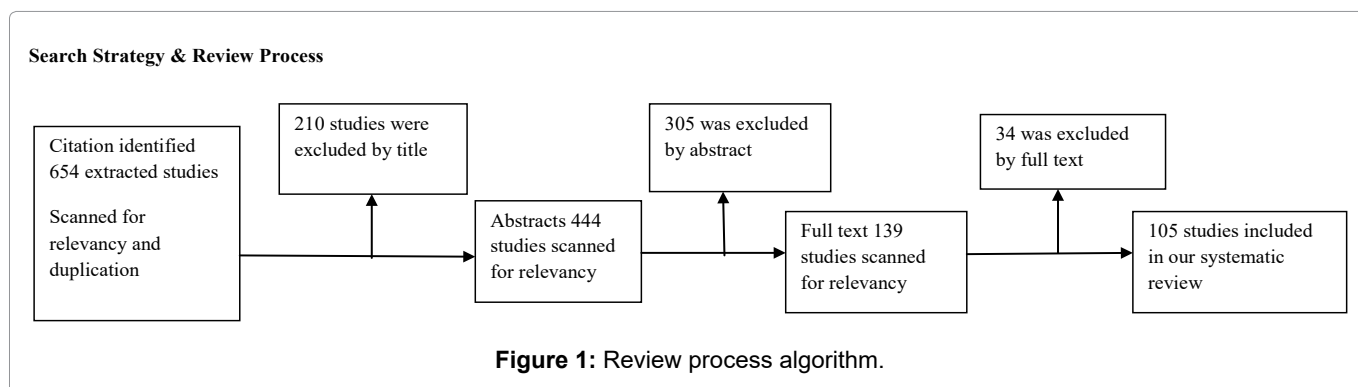 Search Strategy & Review Process
Citation identified
654 extracted studies
Scanned for
relevancy and
duplication
210 studies were
excluded by title
Abstracts 444
studies scanned
for relevancy
305 was excluded
by abstract
Full text 139
studies scanned
for relevancy
34 was excluded
by full text
105 studies included
in our systematic
review
Figure 1: Review process algorithm.